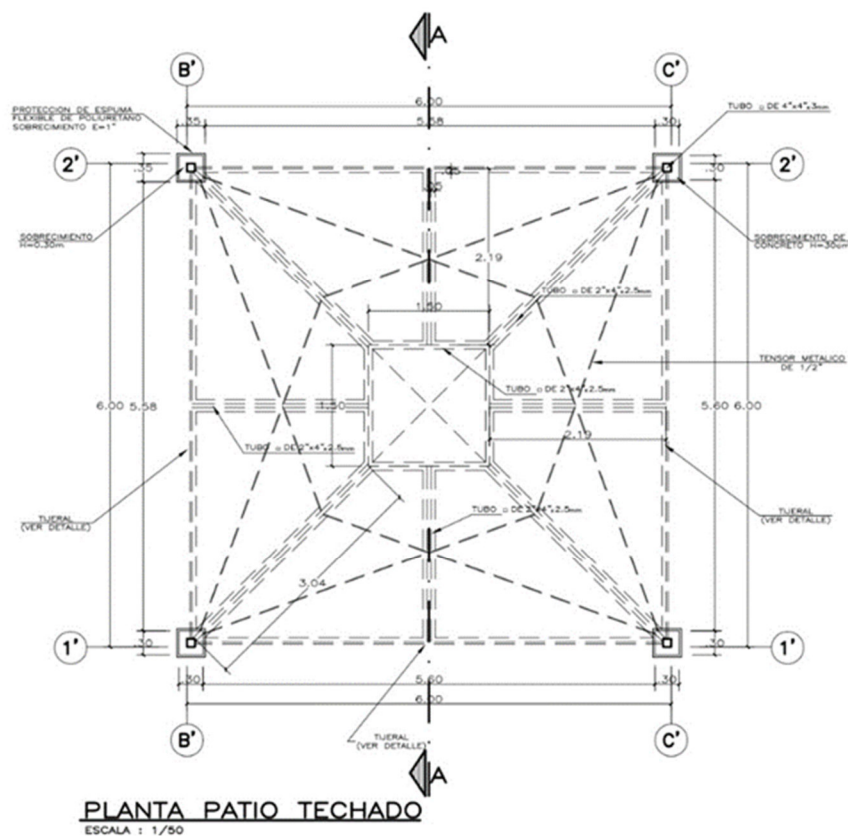 A
B'
C'
PROTECCION DE ESPUMA
FLEXIBLE DE POLIURETANO
SOBRECIMIENTO E=1"
6.00
TUBO □ DE 4"x4"x3mm
.35
5.58
.30
2'
2'
.35
.30
.05
SOBRECIMIENTO
H=0.30m
SOBRECIMIENTO DE
CONCRETO H=30cm
2.19
TUBO □ DE 2"x4"x2.5mm
1.50
TENSOR METALICO
DE 1/2"
TUBO □ DE 2"x4"x2.5mm
6.00
5.58
1.50
5.60
6.00
2.19
TUBO □ DE 2"x4"x2.5mm
TIJERAL
(VER DETALLE)
TUBO □ DE 2"x4"x2.5mm
TIJERAL
(VER DETALLE)
3.04
1'
.30
.30
1'
.30
5.60
.30
6.00
B'
TIJERAL
(VER DETALLE)
C'
A
PLANTA PATIO TECHADO
ESCALA : 1/50